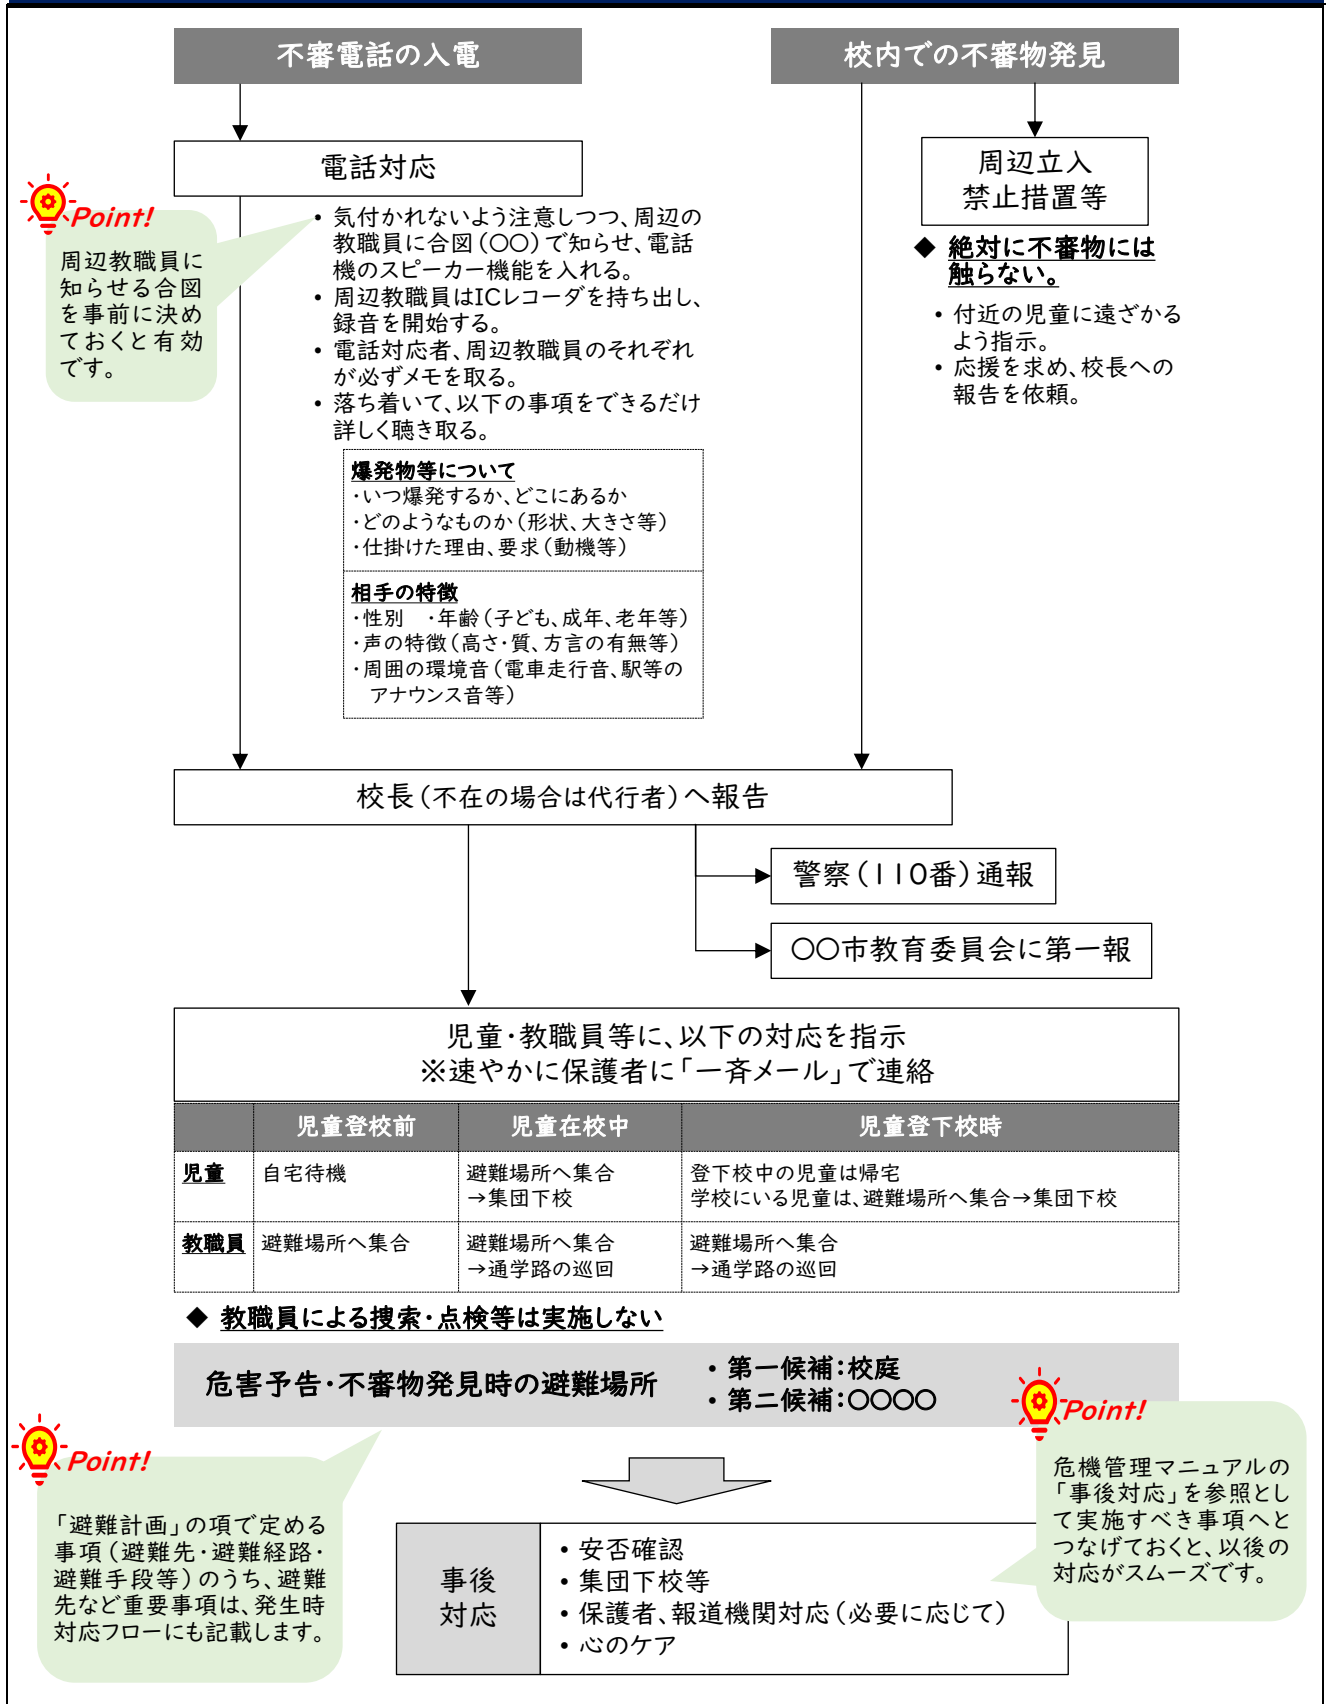 不審電話の入電
校内での不審物発見
電話対応
周辺立入
禁止措置等
Point!
周辺教職員に
知らせる合図
を事前に決め
ておくと有効
です。
• 気付かれないよう注意しつつ、周辺の
教職員に合図（○○）で知らせ、電話
機のスピーカー機能を入れる。
• 周辺教職員はICレコーダを持ち出し、
録音を開始する。
• 電話対応者、周辺教職員のそれぞれ
が必ずメモを取る。
• 落ち着いて、以下の事項をできるだけ
詳しく聴き取る。
爆発物等について
・いつ爆発するか、どこにあるか
・どのようなものか（形状、大きさ等）
・仕掛けた理由、要求（動機等）
相手の特徴
・性別　・年齢（子ども、成年、老年等）
・声の特徴（高さ・質、方言の有無等）
・周囲の環境音（電車走行音、駅等の
アナウンス音等）
◆ 絶対に不審物には
触らない。
• 付近の児童に遠ざかる
よう指示。
• 応援を求め、校長への
報告を依頼。
校長（不在の場合は代行者）へ報告
警察（110番）通報
○○市教育委員会に第一報
児童・教職員等に、以下の対応を指示
※速やかに保護者に「一斉メール」で連絡
児童登校前 児童在校中 児童登下校時
児童 自宅待機 避難場所へ集合 登下校中の児童は帰宅
→集団下校 学校にいる児童は、避難場所へ集合→集団下校
教職員 避難場所へ集合 避難場所へ集合 避難場所へ集合
→通学路の巡回 →通学路の巡回
◆ 教職員による捜索・点検等は実施しない
危害予告・不審物発見時の避難場所
• 第一候補：校庭
• 第二候補：○○○○
Point!
「避難計画」の項で定める
事項（避難先・避難経路・
避難手段等）のうち、避難
先など重要事項は、発生時
対応フローにも記載します。
Point!
危機管理マニュアルの
「事後対応」を参照とし
て実施すべき事項へと
つなげておくと、以後の
対応がスムーズです。
事後
対応
• 安否確認
• 集団下校等
• 保護者、報道機関対応（必要に応じて）
• 心のケア